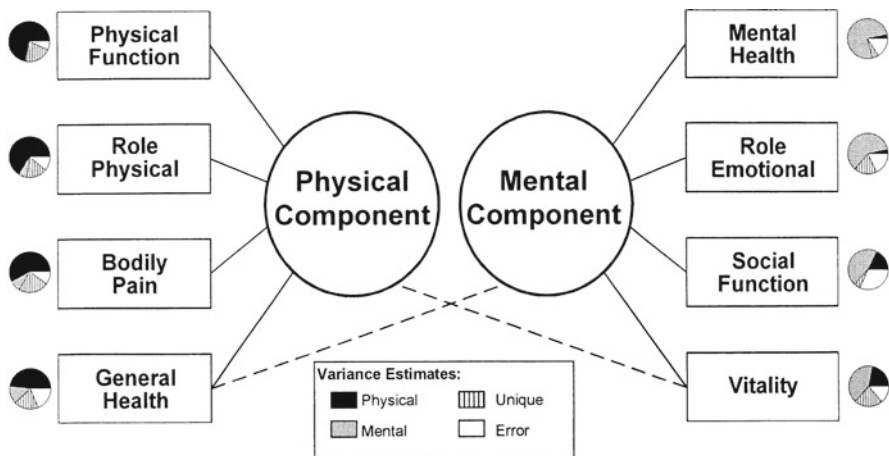 Physical
Function
Role
Physical
Bodily
Pain
General
Health
Physical
Component
Mental
Component
Mental
Health
Role
Emotional
Social
Function
Vitality
Variance Estimates:
Physical
Unique
Mental
Error